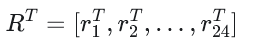 $R^T = [r_1^T, r_2^T, \ldots, r_{24}^T]$